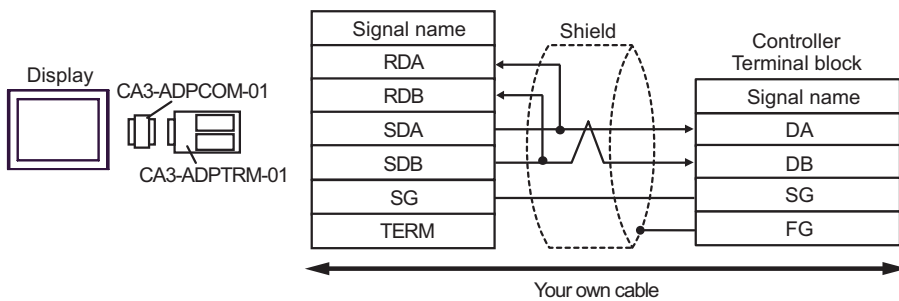 Display
CA3-ADPCOM-01
CA3-ADPTRM-01
Signal name
RDA
RDB
SDA
SDB
SG
TERM
Shield
Controller
Terminal block
Signal name
DA
DB
SG
FG
Your own cable